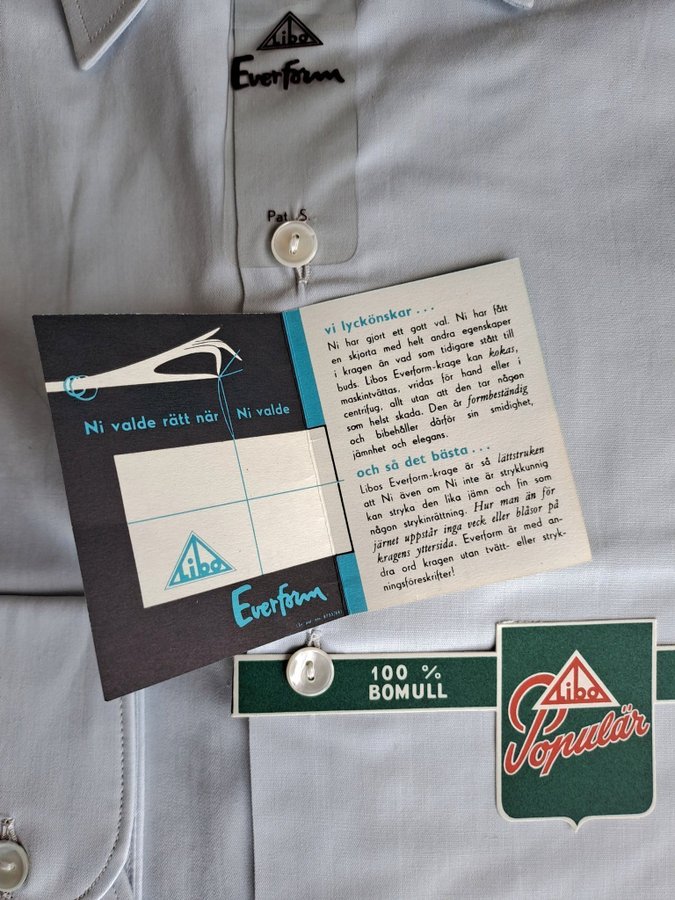 Libo
Everform
Pat. S.
Ni valde rätt när Ni valde
Libo
Everform
vi lyckönskar . . .
Ni har gjort ett gott val. Ni har fått
en skjorta med helt andra egenskaper
i kragen än vad som tidigare stått till
buds. Libos Everform-krage kan kokas,
maskintvättas, vridas för hand eller i
centrifug, allt utan att den tar någon
som helst skada. Den är formbeständig
och bibehåller därför sin smidighet,
jämnhet och elegans.
och så det bästa . . .
Libos Everform-krage är så lättstruken
att Ni även om Ni inte är strykkunnig
kan stryka den lika jämn och fin som
någon strykinrättning. Hur man än för
järnet uppstår inga veck eller blåsor på
kragens yttersida. Everform är med an-
dra ord kragen utan tvätt- eller stryk-
ningsföreskrifter!
100 %
BOMULL
Libo
Populär